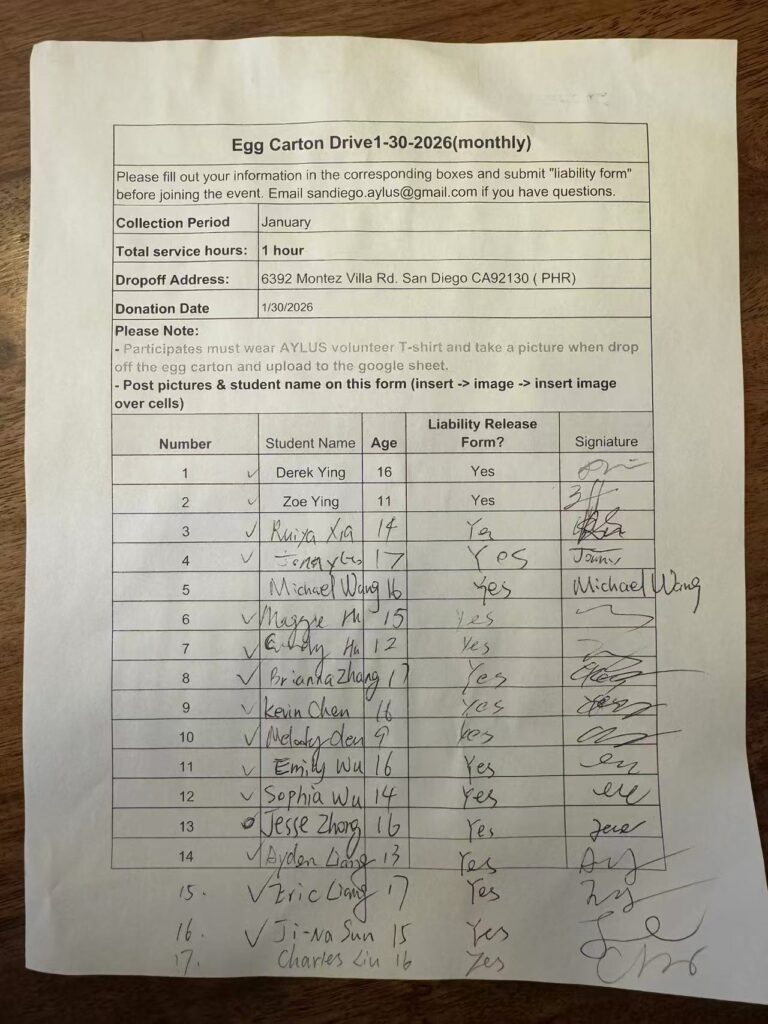 Egg Carton Drive1-30-2026(monthly)
Please fill out your information in the corresponding boxes and submit "liability form"
before joining the event. Email sandiego.aylus@gmail.com if you have questions.
Collection Period January
Total service hours: 1 hour
Dropoff Address: 6392 Montez Villa Rd. San Diego CA92130 ( PHR)
Donation Date 1/30/2026
Please Note:
- Participates must wear AYLUS volunteer T-shirt and take a picture when drop
off the egg carton and upload to the google sheet.
- Post pictures & student name on this form (insert -> image -> insert image
over cells)
Liability Release
Number Student Name Age Form? Signiature
1 ✓ Derek Ying 16 Yes
2 ✓ Zoe Ying 11 Yes
3 ✓ Ruiya Xia 14 Yes
4 ✓ 17 Yes
5 Michael Wang 16 Yes Michael Wang
6 ✓ Maggie Hu 15 Yes
7 ✓ Hu 12 Yes
8 ✓ Brianna Zhang 17 Yes
9 ✓ Kevin Chen 16 Yes
10 ✓ Melody 9 Yes
11 ✓ Emily Wu 16 Yes
12 ✓ Sophia Wu 14 Yes
13 Jesse Zhong 16 Yes
14 ✓ Ayden Liang 13 Yes
15. ✓ Eric Liang 17 Yes
16. ✓ Ji-Na Sun 15 Yes
17. Charles Liu 16 Yes